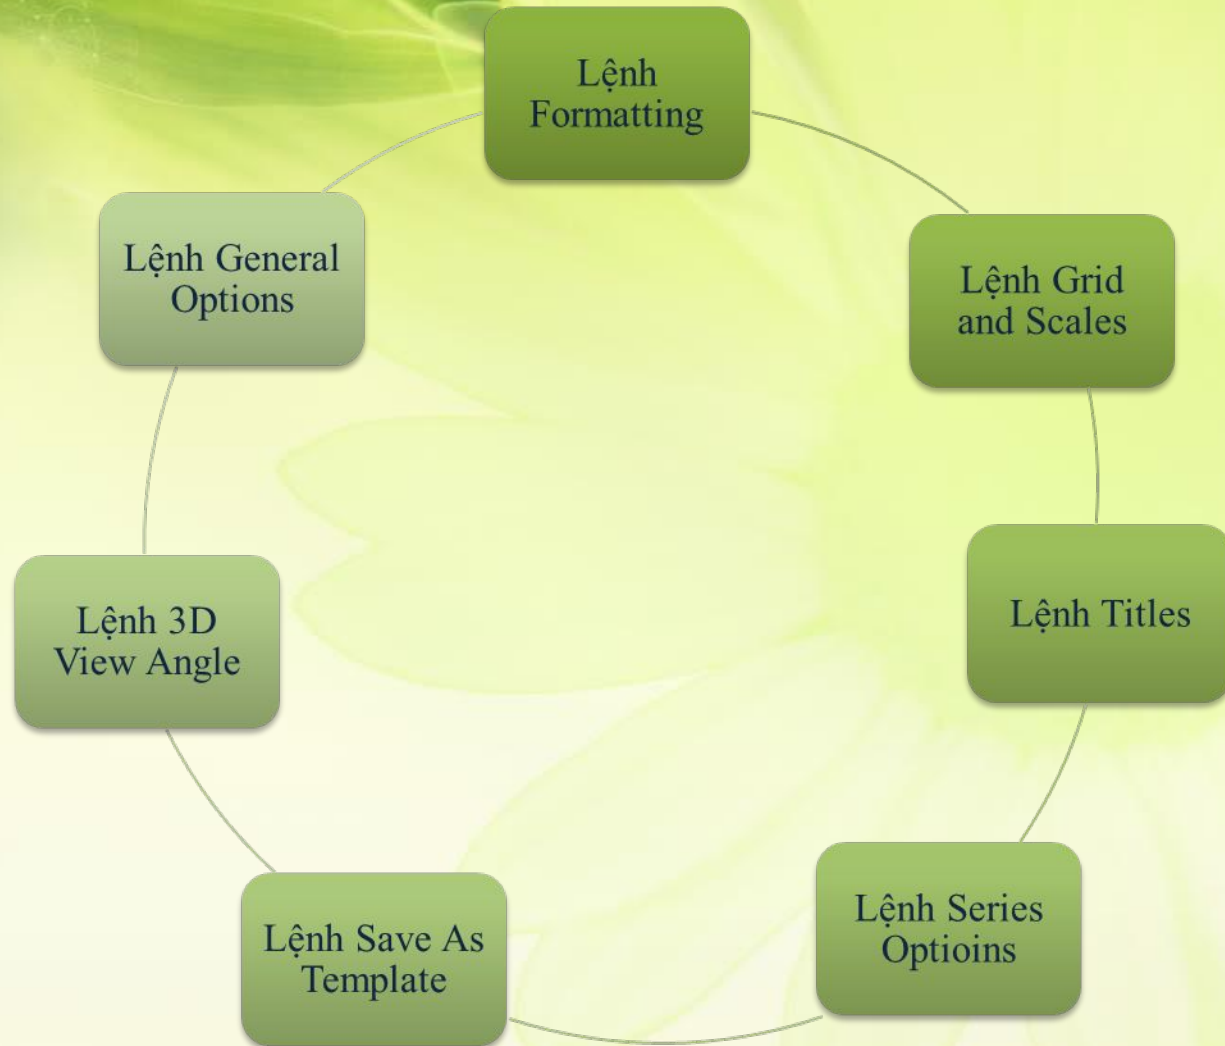 Lệnh
Formatting
Lệnh Grid
and Scales
Lệnh Titles
Lệnh Series
Optioins
Lệnh Save As
Template
Lệnh 3D
View Angle
Lệnh General
Options